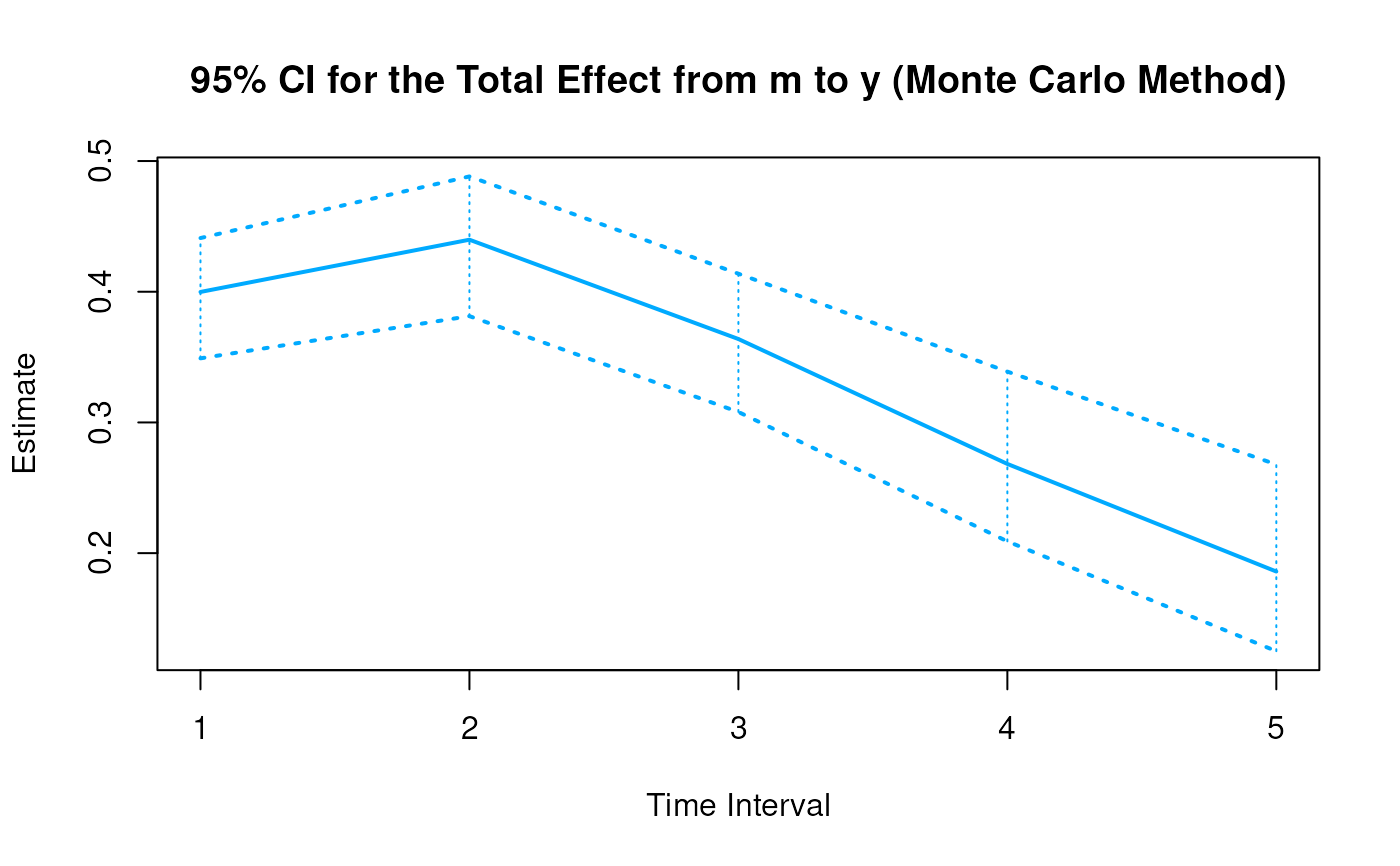 95% CI for the Total Effect from m to y (Monte Carlo Method)
0.5
0.4
0.3
0.2
Estimate
1 2 3 4 5
Time Interval